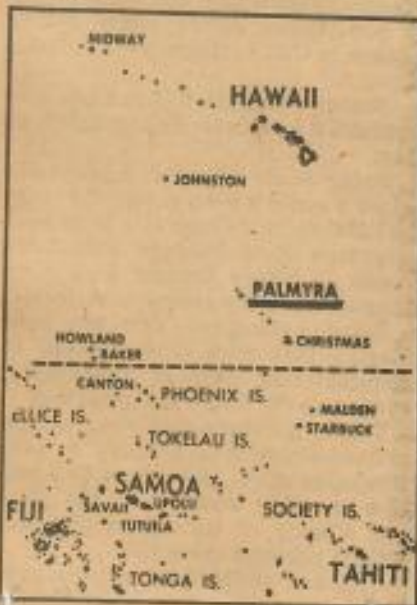 MIDWAY
HAWAII
JOHNSTON
PALMYRA
HOWLAND
BAKER
CHRISTMAS
CANTON
PHOENIX IS.
ELLICE IS.
MALDEN
STARBUCK
TOKELAU IS.
SAMOA
SAVAII
UPOLU
FIJI
SOCIETY IS.
TUTUILA
TONGA IS.
TAHITI